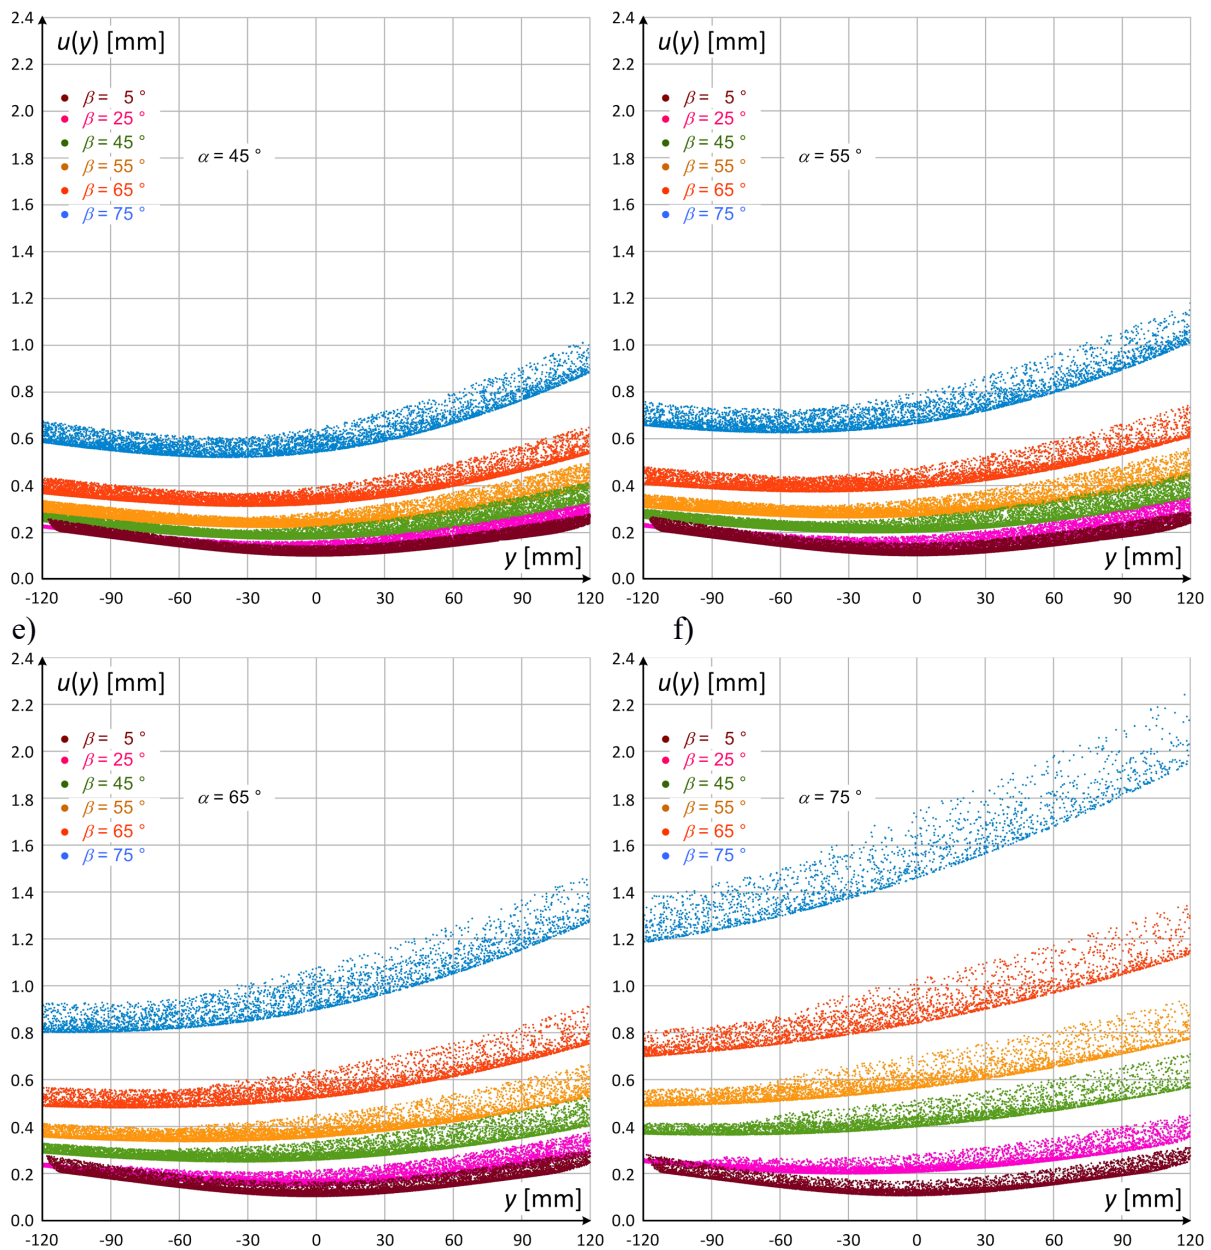 2.4
u(y) [mm]
2.2
β = 5 °
2.0
β = 25 °
β = 45 °
1.8
α = 45 °
β = 55 °
β = 65 °
1.6
β = 75 °
1.4
1.2
1.0
0.8
0.6
0.4
0.2
y [mm]
0.0
-120 -90 -60 -30 0 30 60 90 120
2.4
u(y) [mm]
2.2
β = 5 °
2.0
β = 25 °
β = 45 °
1.8
α = 55 °
β = 55 °
β = 65 °
1.6
β = 75 °
1.4
1.2
1.0
0.8
0.6
0.4
0.2
y [mm]
0.0
-120 -90 -60 -30 0 30 60 90 120
e) f)
2.4
u(y) [mm]
2.2
β = 5 °
2.0
β = 25 °
β = 45 °
1.8
α = 65 °
β = 55 °
β = 65 °
1.6
β = 75 °
1.4
1.2
1.0
0.8
0.6
0.4
0.2
y [mm]
0.0
-120 -90 -60 -30 0 30 60 90 120
2.4
u(y) [mm]
2.2
β = 5 °
2.0
β = 25 °
β = 45 °
1.8
α = 75 °
β = 55 °
β = 65 °
1.6
β = 75 °
1.4
1.2
1.0
0.8
0.6
0.4
0.2
y [mm]
0.0
-120 -90 -60 -30 0 30 60 90 120